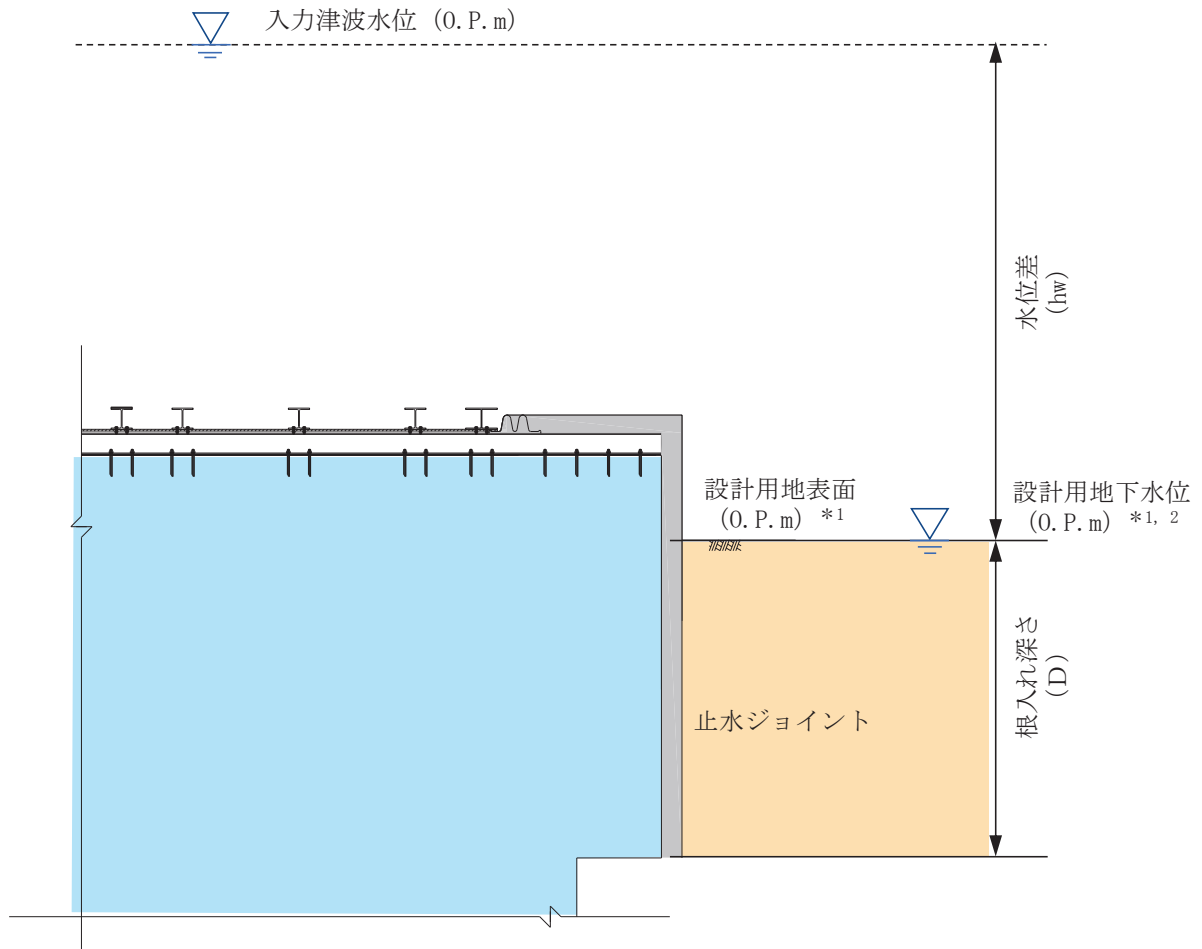 入力津波水位 (O.P.m)
水位差
(hw)
設計用地表面
(O.P.m) *1
設計用地下水位
(O.P.m) *1, 2
根入れ深さ
(D)
止水ジョイント